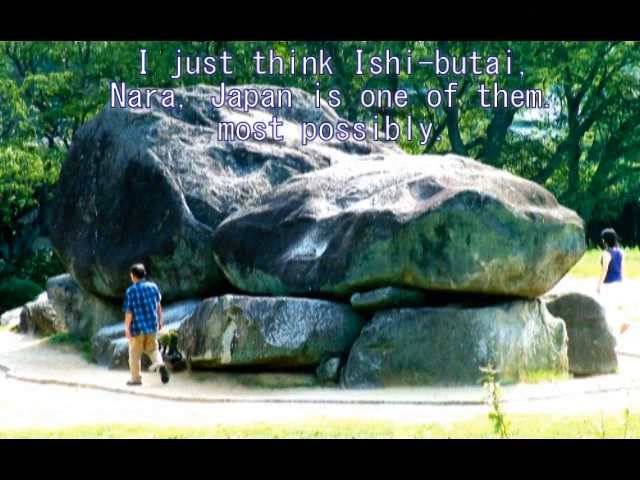 I just think Ishi-butai,
Nara, Japan is one of them.
most possibly